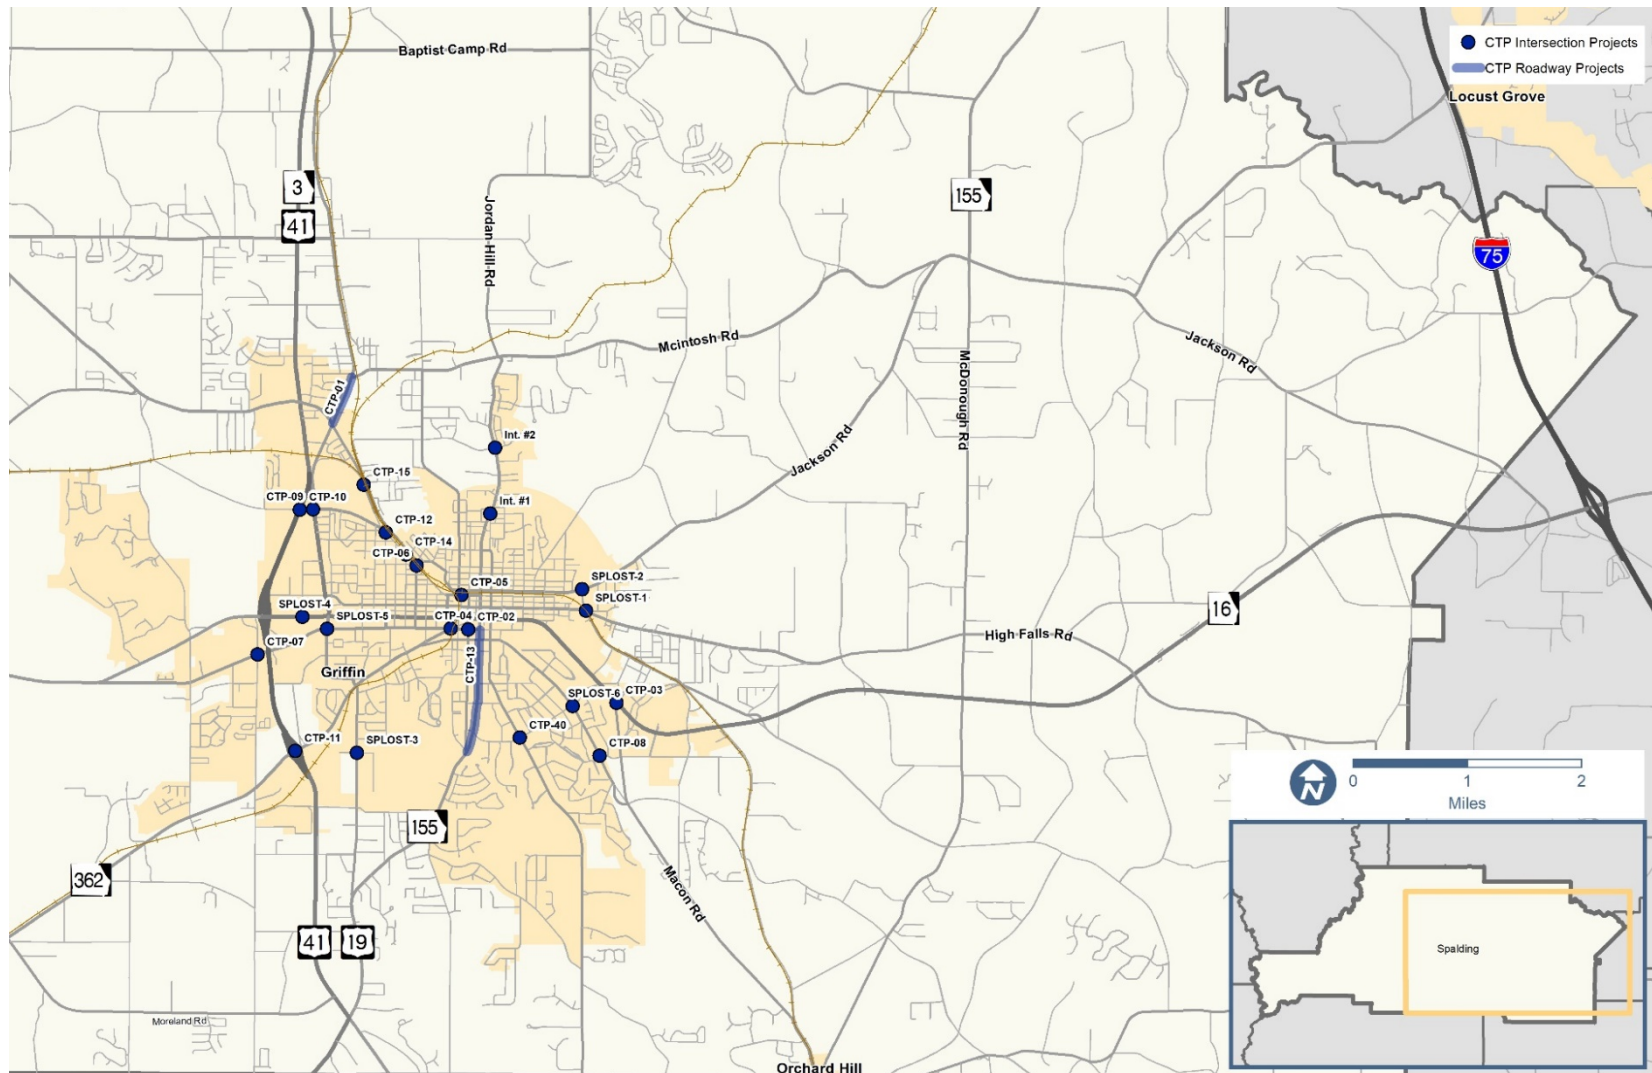 CTP Intersection Projects
CTP Roadway Projects
Baptist Camp Rd
Locust Grove
3
41
Jordan Hill Rd
155
75
Mcintosh Rd
Jackson Rd
McDonough Rd
CTP-01
Int. #2
Jackson Rd
CTP-15
CTP-09
CTP-10
Int. #1
CTP-12
CTP-14
CTP-06
SPLOST-2
CTP-05
SPLOST-1
SPLOST-4
SPLOST-5
CTP-04
CTP-02
16
High Falls Rd
CTP-07
CTP-13
Griffin
SPLOST-6
CTP-03
CTP-40
CTP-11
SPLOST-3
CTP-08
N
0 1 2
Miles
155
362
Macon Rd
41
19
Spalding
Moreland Rd
Orchard Hill